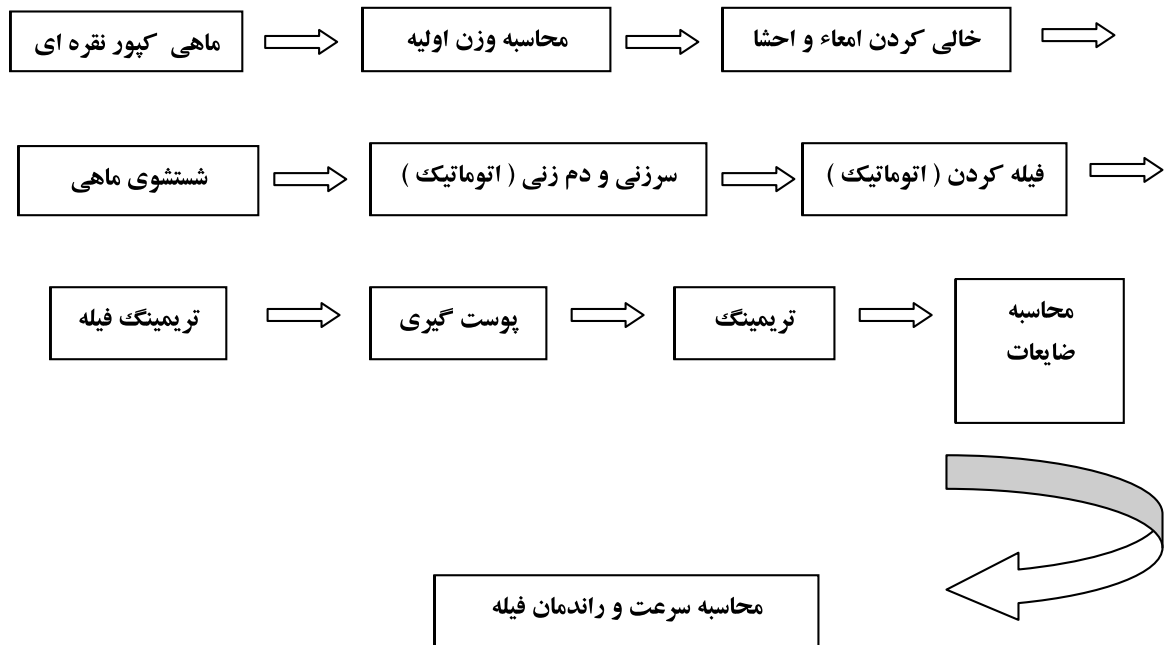 ماهی کپور نقره ای
محاسبه وزن اولیه
خالی کردن امعاء و احشا
شستشوی ماهی
سرزنی و دم زنی ( اتوماتیک )
فیله کردن ( اتوماتیک )
تریمینگ فیله
پوست گیری
تریمینگ
محاسبه
ضایعات
محاسبه سرعت و راندمان فیله